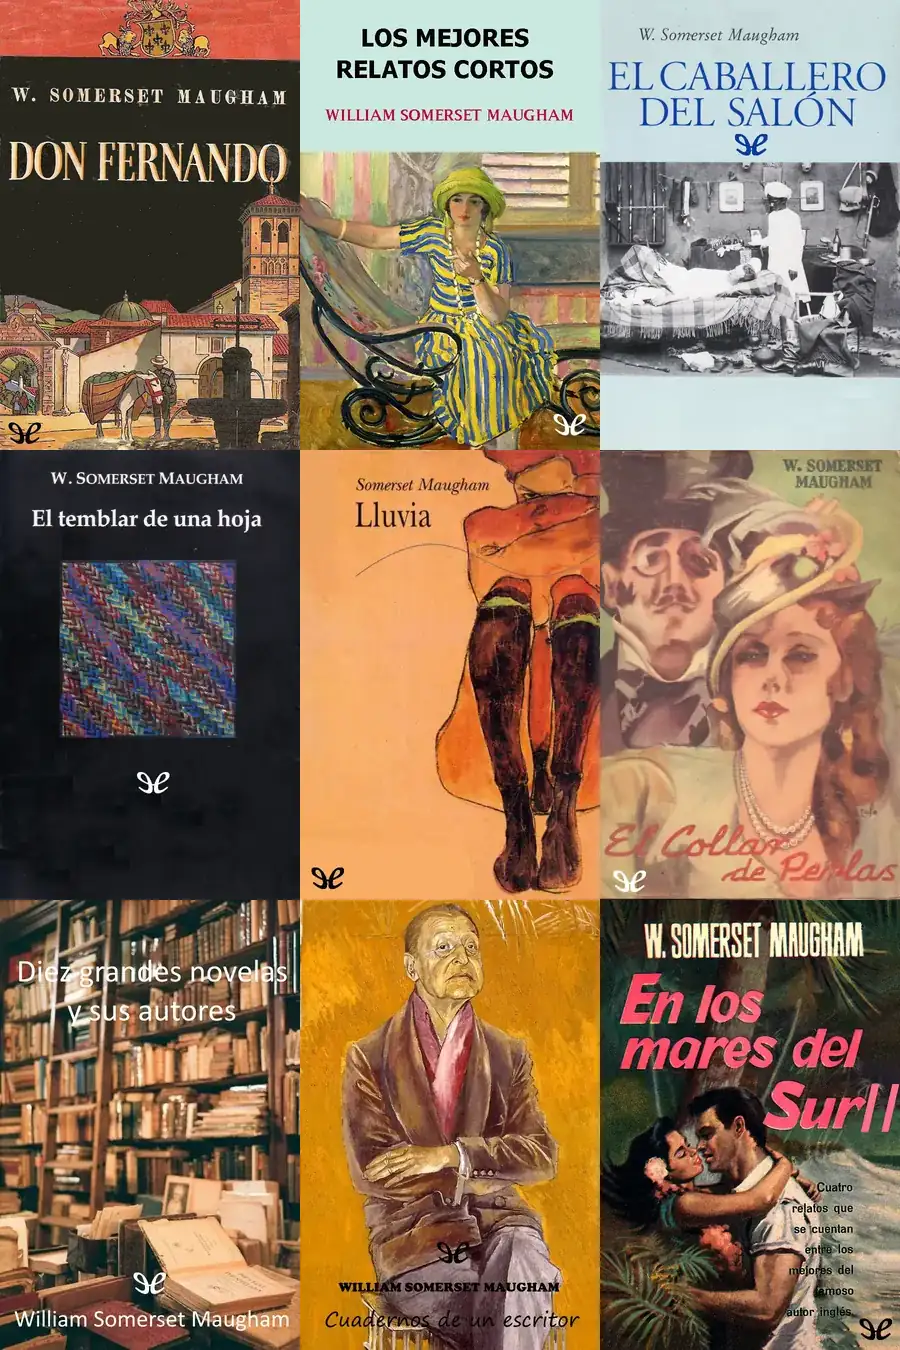 W. SOMERSET MAUGHAM
DON FERNANDO
LOS MEJORES
RELATOS CORTOS
WILLIAM SOMERSET MAUGHAM
W. Somerset Maugham
EL CABALLERO
DEL SALÓN
W. SOMERSET MAUGHAM
El temblar de una hoja
Somerset Maugham
Lluvia
W. SOMERSET
MAUGHAM
El Collar
de Perlas
Diez grandes novelas
y sus autores
William Somerset Maugham
WILLIAM SOMERSET MAUGHAM
Cuadernos de un escritor
W. SOMERSET MAUGHAM
En los
mares del
Sur||
Cuatro
relatos que
se cuentan
entre los
mejores del
famoso
autor inglés.